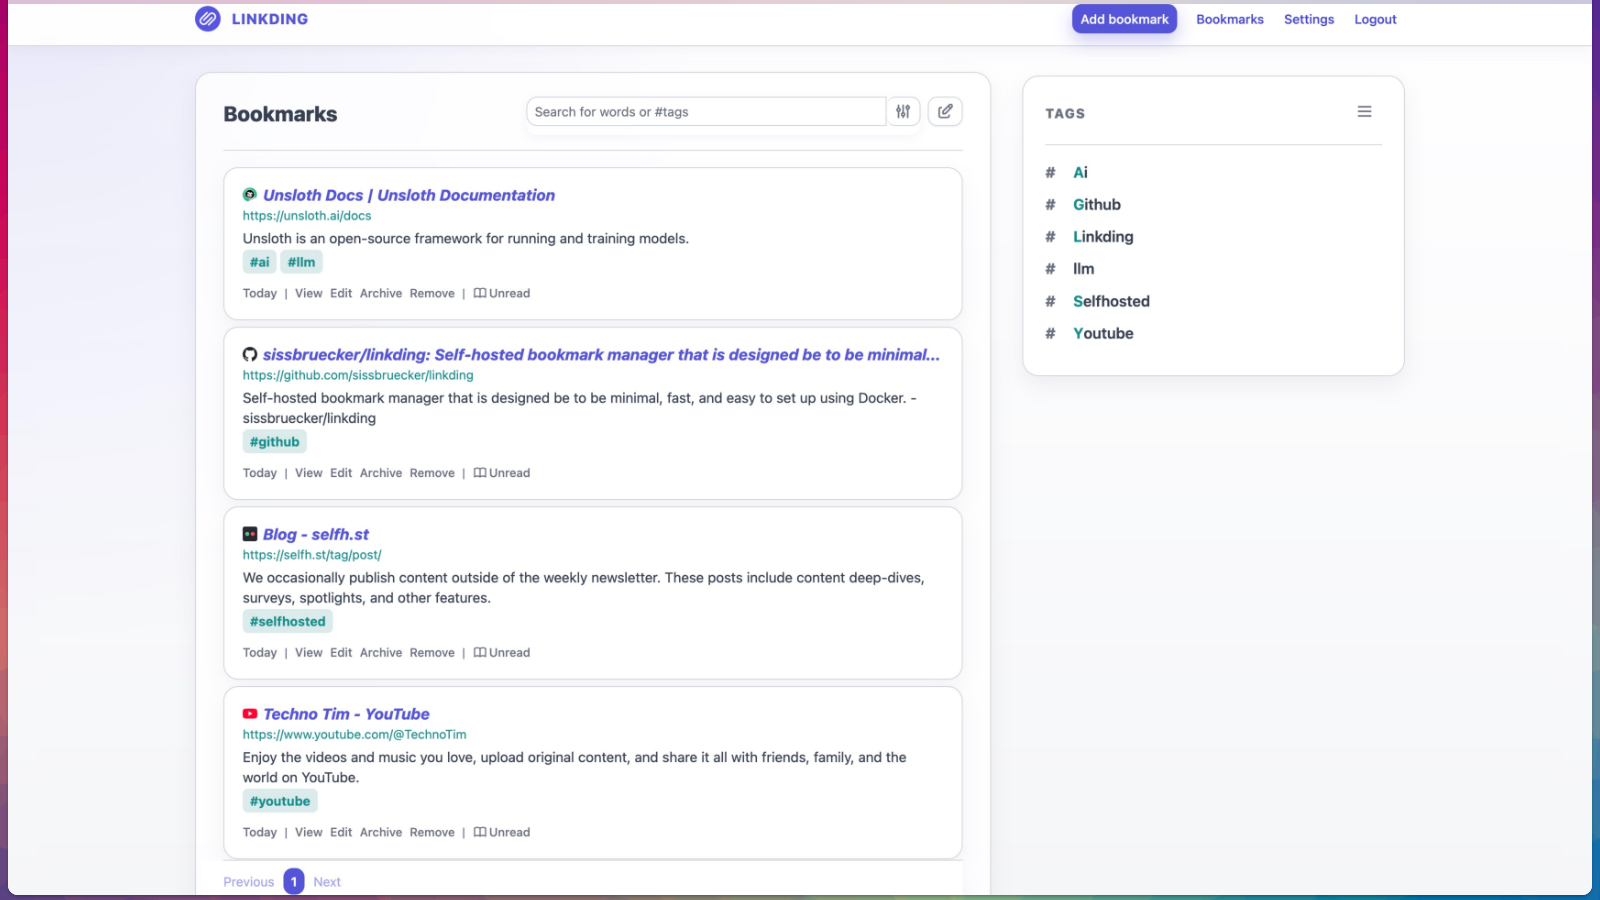 LINKDING
Add bookmark
Bookmarks
Settings
Logout
Bookmarks
Search for words or #tags
Unsloth Docs | Unsloth Documentation
https://unsloth.ai/docs
Unsloth is an open-source framework for running and training models.
#ai #llm
Today | View Edit Archive Remove | Unread
sissbruecker/linkding: Self-hosted bookmark manager that is designed be to be minimal...
https://github.com/sissbruecker/linkding
Self-hosted bookmark manager that is designed be to be minimal, fast, and easy to set up using Docker. -
sissbruecker/linkding
#github
Today | View Edit Archive Remove | Unread
Blog - selfh.st
https://selfh.st/tag/post/
We occasionally publish content outside of the weekly newsletter. These posts include content deep-dives,
surveys, spotlights, and other features.
#selfhosted
Today | View Edit Archive Remove | Unread
Techno Tim - YouTube
https://www.youtube.com/@TechnoTim
Enjoy the videos and music you love, upload original content, and share it all with friends, family, and the
world on YouTube.
#youtube
Today | View Edit Archive Remove | Unread
Previous 1 Next
TAGS
# Ai
# Github
# Linkding
# llm
# Selfhosted
# Youtube